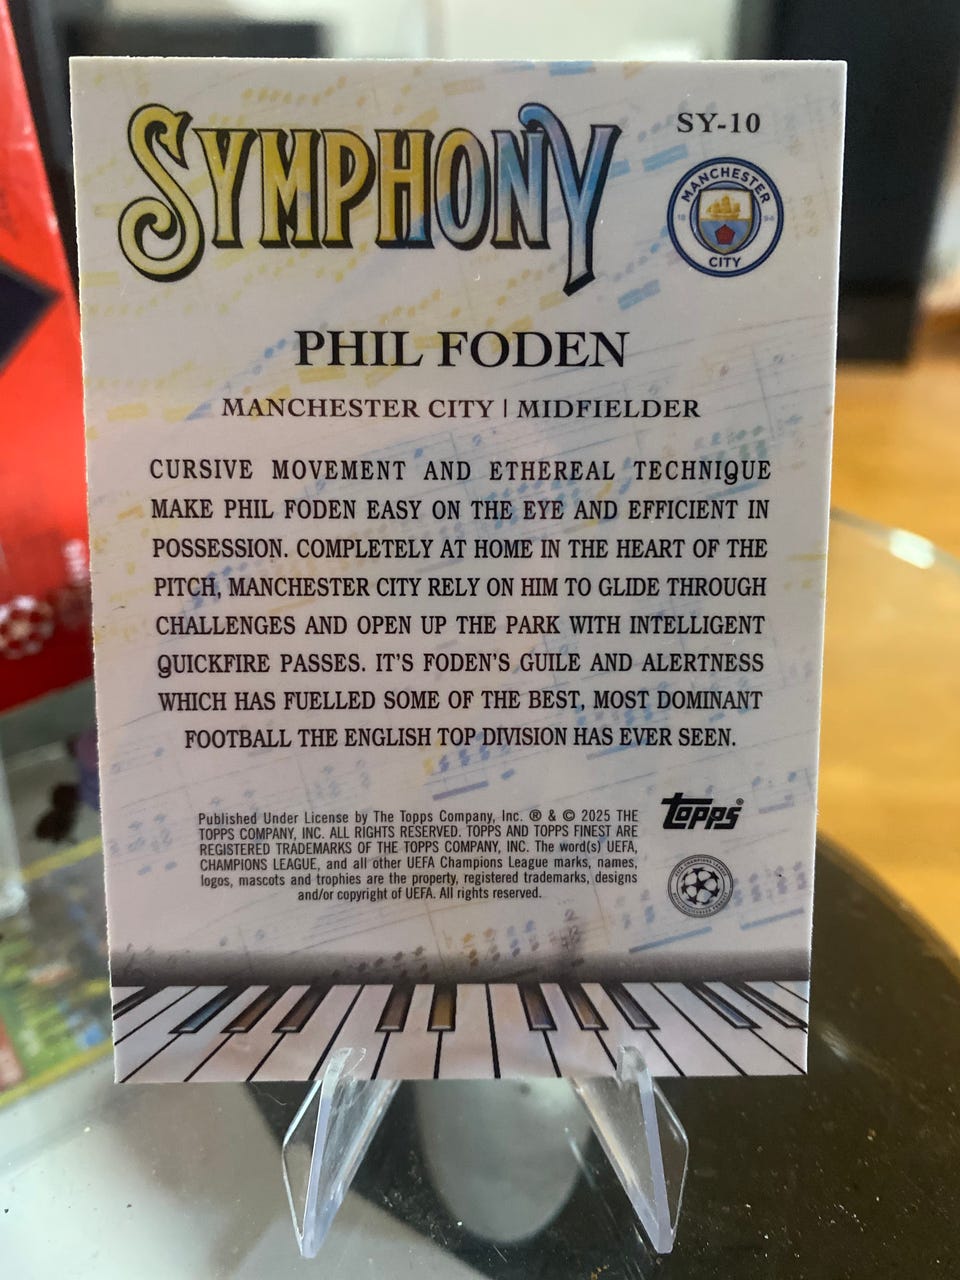 SYMPHONY
SY-10
MANCHESTER
18 94
CITY
PHIL FODEN
MANCHESTER CITY | MIDFIELDER
CURSIVE MOVEMENT AND ETHEREAL TECHNIQUE
MAKE PHIL FODEN EASY ON THE EYE AND EFFICIENT IN
POSSESSION. COMPLETELY AT HOME IN THE HEART OF THE
PITCH, MANCHESTER CITY RELY ON HIM TO GLIDE THROUGH
CHALLENGES AND OPEN UP THE PARK WITH INTELLIGENT
QUICKFIRE PASSES. IT'S FODEN'S GUILE AND ALERTNESS
WHICH HAS FUELLED SOME OF THE BEST, MOST DOMINANT
FOOTBALL THE ENGLISH TOP DIVISION HAS EVER SEEN.
Published Under License by The Topps Company, Inc. ® & © 2025 THE
TOPPS COMPANY, INC. ALL RIGHTS RESERVED. TOPPS AND TOPPS FINEST ARE
REGISTERED TRADEMARKS OF THE TOPPS COMPANY, INC. The word(s) UEFA,
CHAMPIONS LEAGUE, and all other UEFA Champions League marks, names,
logos, mascots and trophies are the property, registered trademarks, designs
and/or copyright of UEFA. All rights reserved.
topps®